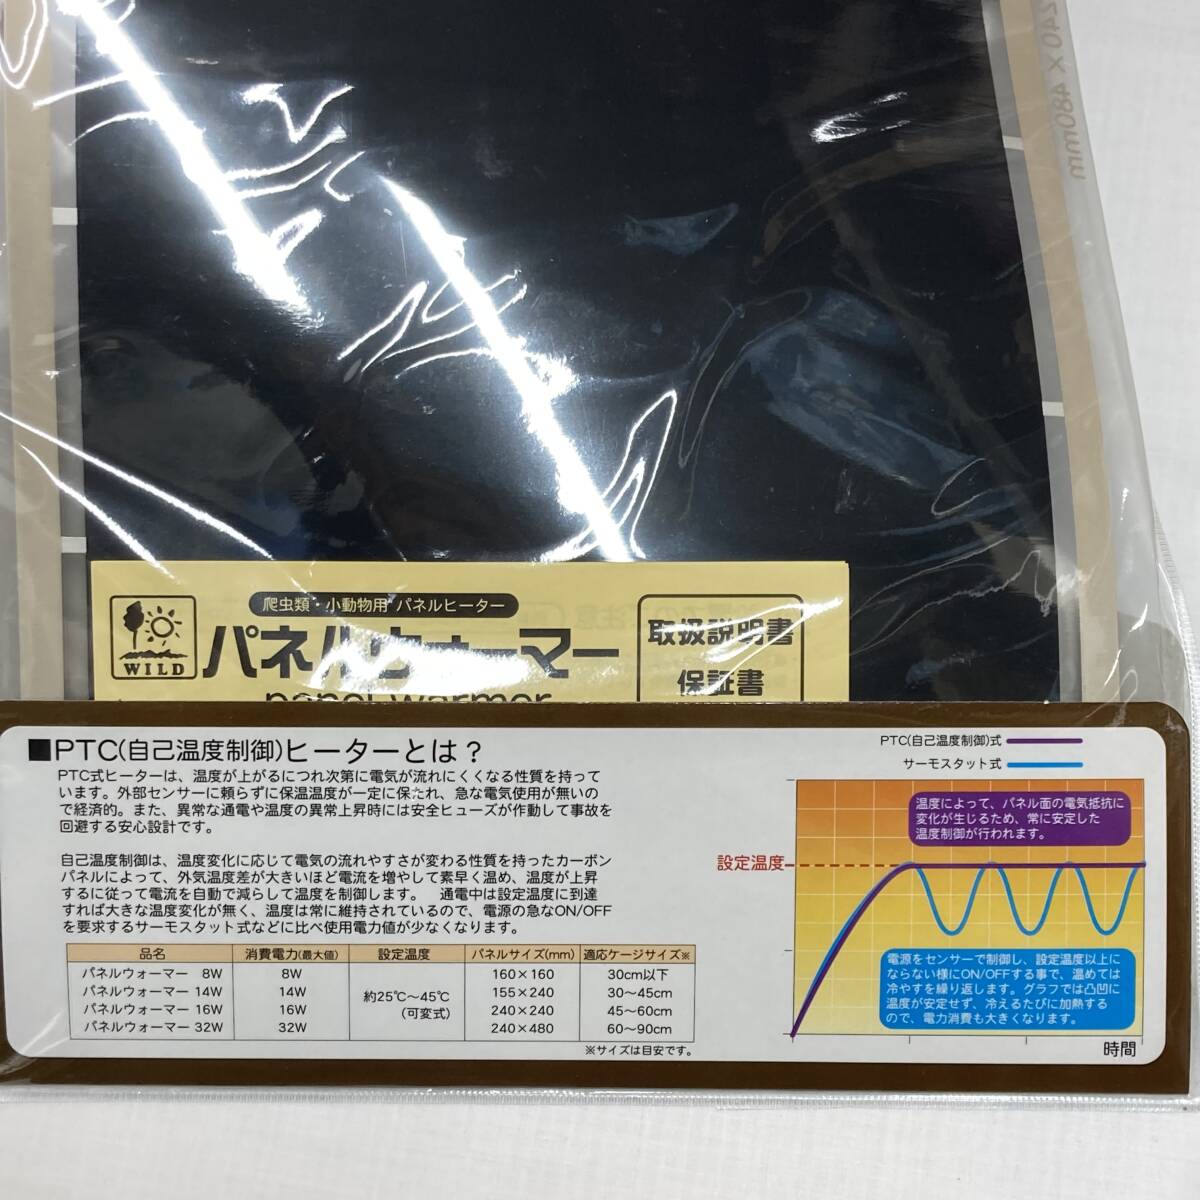 240 × 480mm
爬虫類・小動物用 パネルヒーター
WILD
パネルウォーマー
panel warmer
取扱説明書
保証書
■PTC(自己温度制御)ヒーターとは？
PTC式ヒーターは、温度が上がるにつれ次第に電気が流れにくくなる性質を持って
います。外部センサーに頼らずに保温温度が一定に保たれ、急な電気使用が無いの
で経済的。また、異常な通電や温度の異常上昇時には安全ヒューズが作動して事故を
回避する安心設計です。
自己温度制御は、温度変化に応じて電気の流れやすさが変わる性質を持ったカーボン
パネルによって、外気温度差が大きいほど電流を増やして素早く温め、温度が上昇
するに従って電流を自動で減らして温度を制御します。 通電中は設定温度に到達
すれば大きな温度変化が無く、温度は常に維持されているので、電源の急なON/OFF
を要求するサーモスタット式などに比べ使用電力値が少なくなります。
品名 消費電力(最大値) 設定温度 パネルサイズ(mm) 適応ケージサイズ※
パネルウォーマー 8W 8W 160×160 30cm以下
パネルウォーマー 14W 14W 約25℃〜45℃ 155×240 30〜45cm
パネルウォーマー 16W 16W (可変式) 240×240 45〜60cm
パネルウォーマー 32W 32W 240×480 60〜90cm
※サイズは目安です。
PTC(自己温度制御)式
サーモスタット式
温度によって、パネル面の電気抵抗に
変化が生じるため、常に安定した
温度制御が行われます。
設定温度
電源をセンサーで制御し、設定温度以上に
ならない様にON/OFFする事で、温めては
冷やすを繰り返します。グラフでは凸凹に
温度が安定せず、冷えるたびに加熱する
ので、電力消費も大きくなります。
時間